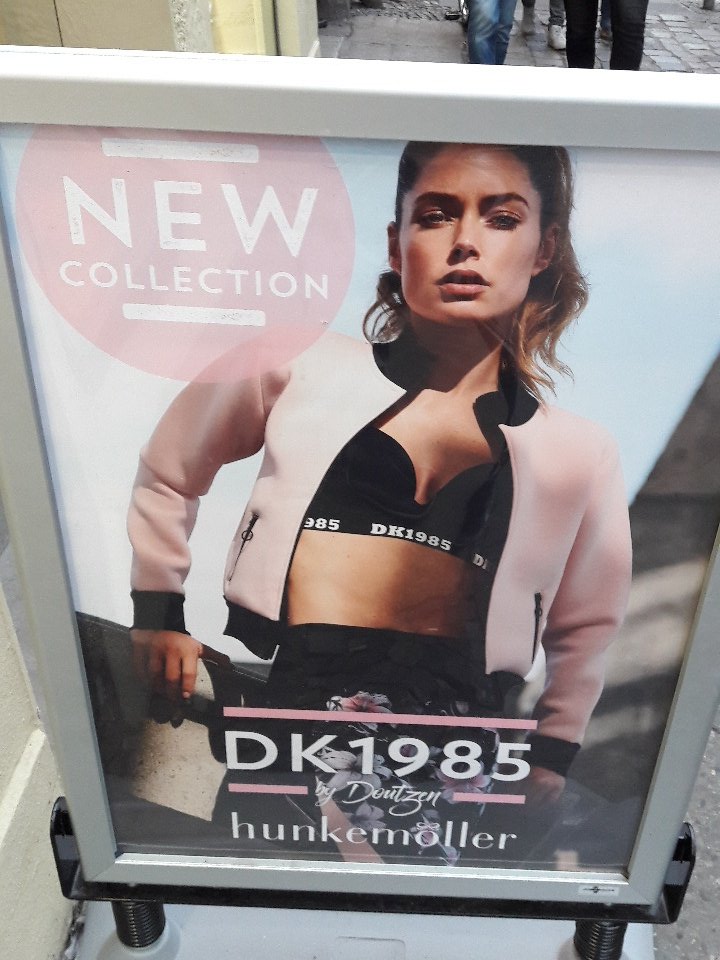 NEW
COLLECTION
985 DK1985 D
DK1985
by Doutzen
hunkemöller